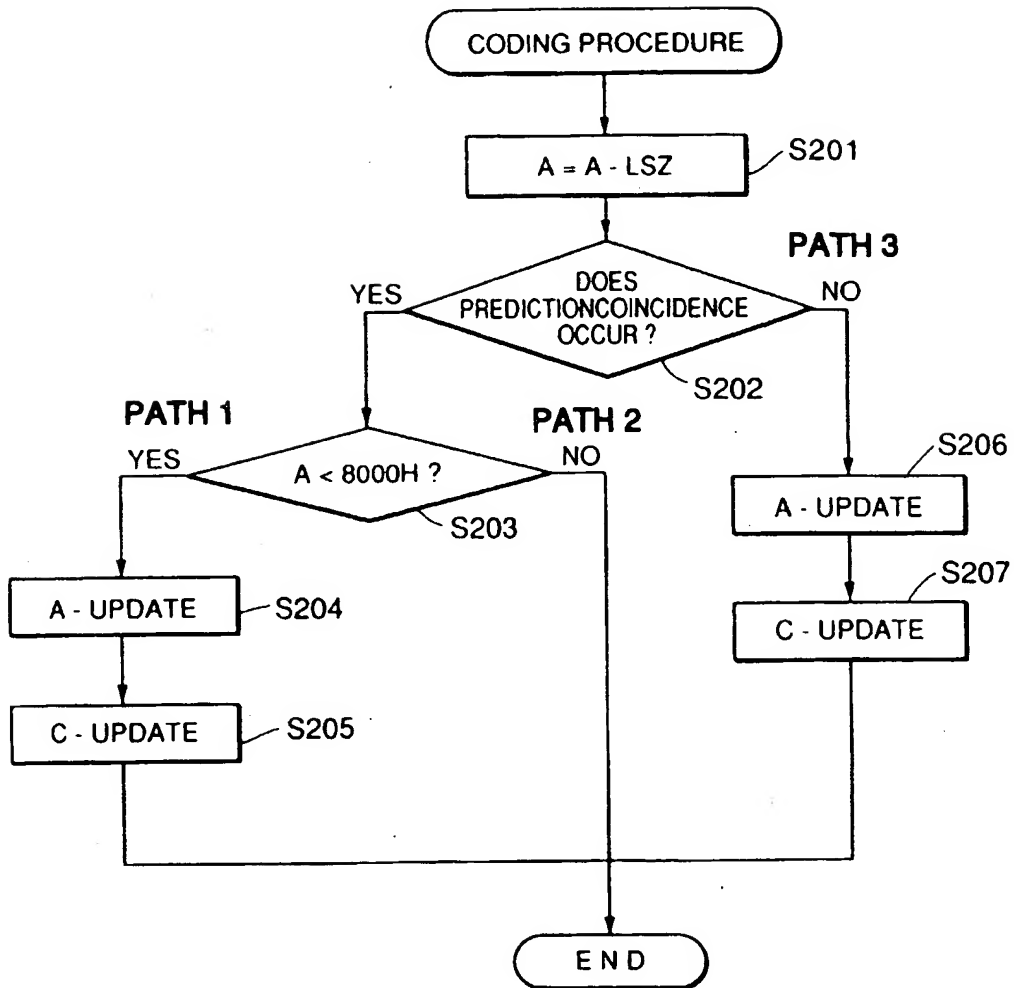 CODING PROCEDURE
A = A - LSZ
S201
PATH 3
YES
DOES
PREDICTIONCOINCIDENCE
OCCUR ?
NO
S202
PATH 1
PATH 2
YES
A < 8000H ?
NO
S203
S206
A - UPDATE
S207
C - UPDATE
A - UPDATE
S204
C - UPDATE
S205
END